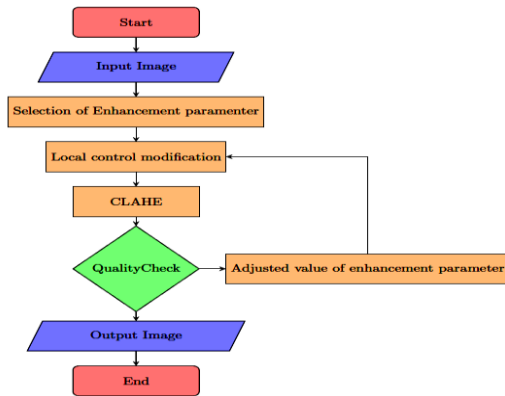 Start
Input Image
Selection of Enhancement paramenter
Local control modification
CLAHE
QualityCheck
Adjusted value of enhancement parameter
Output Image
End